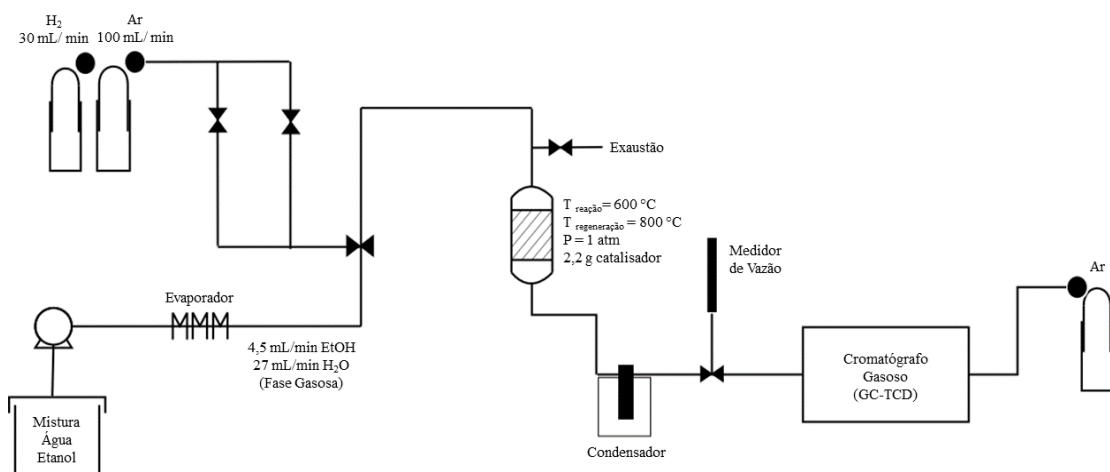 H₂ Ar
30 mL/ min 100 mL/ min
Exaustão
T reação = 600 °C
T regeneração = 800 °C
P = 1 atm
2,2 g catalisador
Medidor
de Vazão
Ar
Evaporador
4,5 mL/min EtOH
27 mL/min H₂O
(Fase Gasosa)
Cromatógrafo
Gasoso
(GC-TCD)
Mistura
Água
Etanol
Condensador